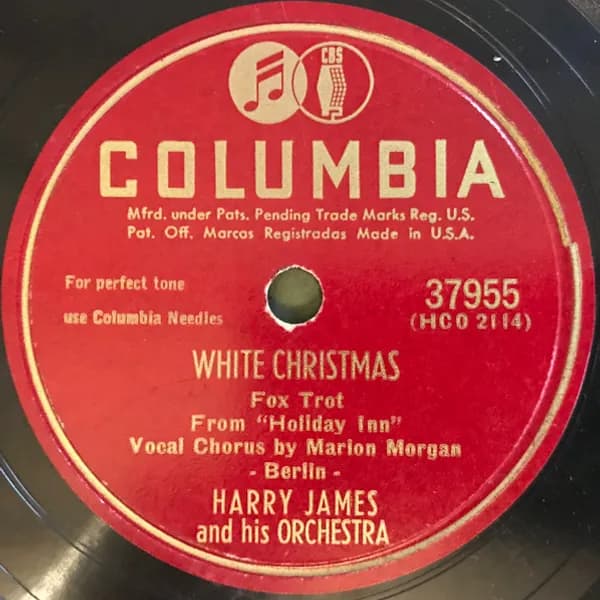 CBS
COLUMBIA
Mfrd. under Pats. Pending Trade Marks Reg. U.S.
Pat. Off. Marcas Registradas Made in U.S.A.
For perfect tone
use Columbia Needles
37955
(HCO 2114)
WHITE CHRISTMAS
Fox Trot
From "Holiday Inn"
Vocal Chorus by Marion Morgan
- Berlin -
HARRY JAMES
and his ORCHESTRA